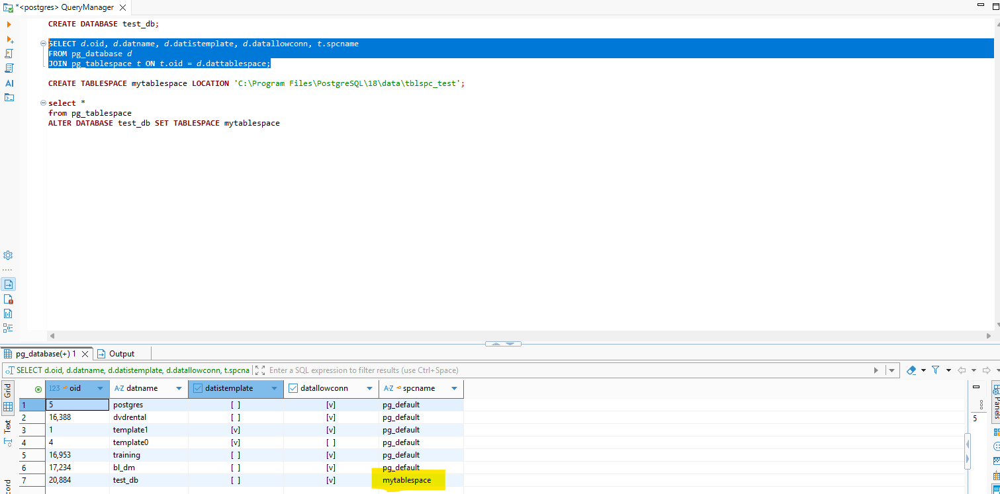 *<postgres> QueryManager
CREATE DATABASE test_db;
SELECT d.oid, d.datname, d.datistemplate, d.datallowconn, t.spcname
FROM pg_database d
JOIN pg_tablespace t ON t.oid = d.dattablespace;
CREATE TABLESPACE mytablespace LOCATION 'C:\Program Files\PostgreSQL\18\data\tblspc_test';
select *
from pg_tablespace
ALTER DATABASE test_db SET TABLESPACE mytablespace
AI
pg_database(+) 1 Output
SELECT d.oid, d.datname, d.datistemplate, d.datallowconn, t.spcna Enter a SQL expression to filter results (use Ctrl+Space)
Grid
Text
123 oid A-Z datname datistemplate datallowconn A-Z spcname
1 5 postgres [ ] [v] pg_default
2 16,388 dvdrental [ ] [v] pg_default
3 1 template1 [v] [v] pg_default
4 4 template0 [v] [ ] pg_default
5 16,953 training [ ] [v] pg_default
6 17,234 bl_dm [ ] [v] pg_default
7 20,884 test_db [ ] [v] mytablespace
5
Panels